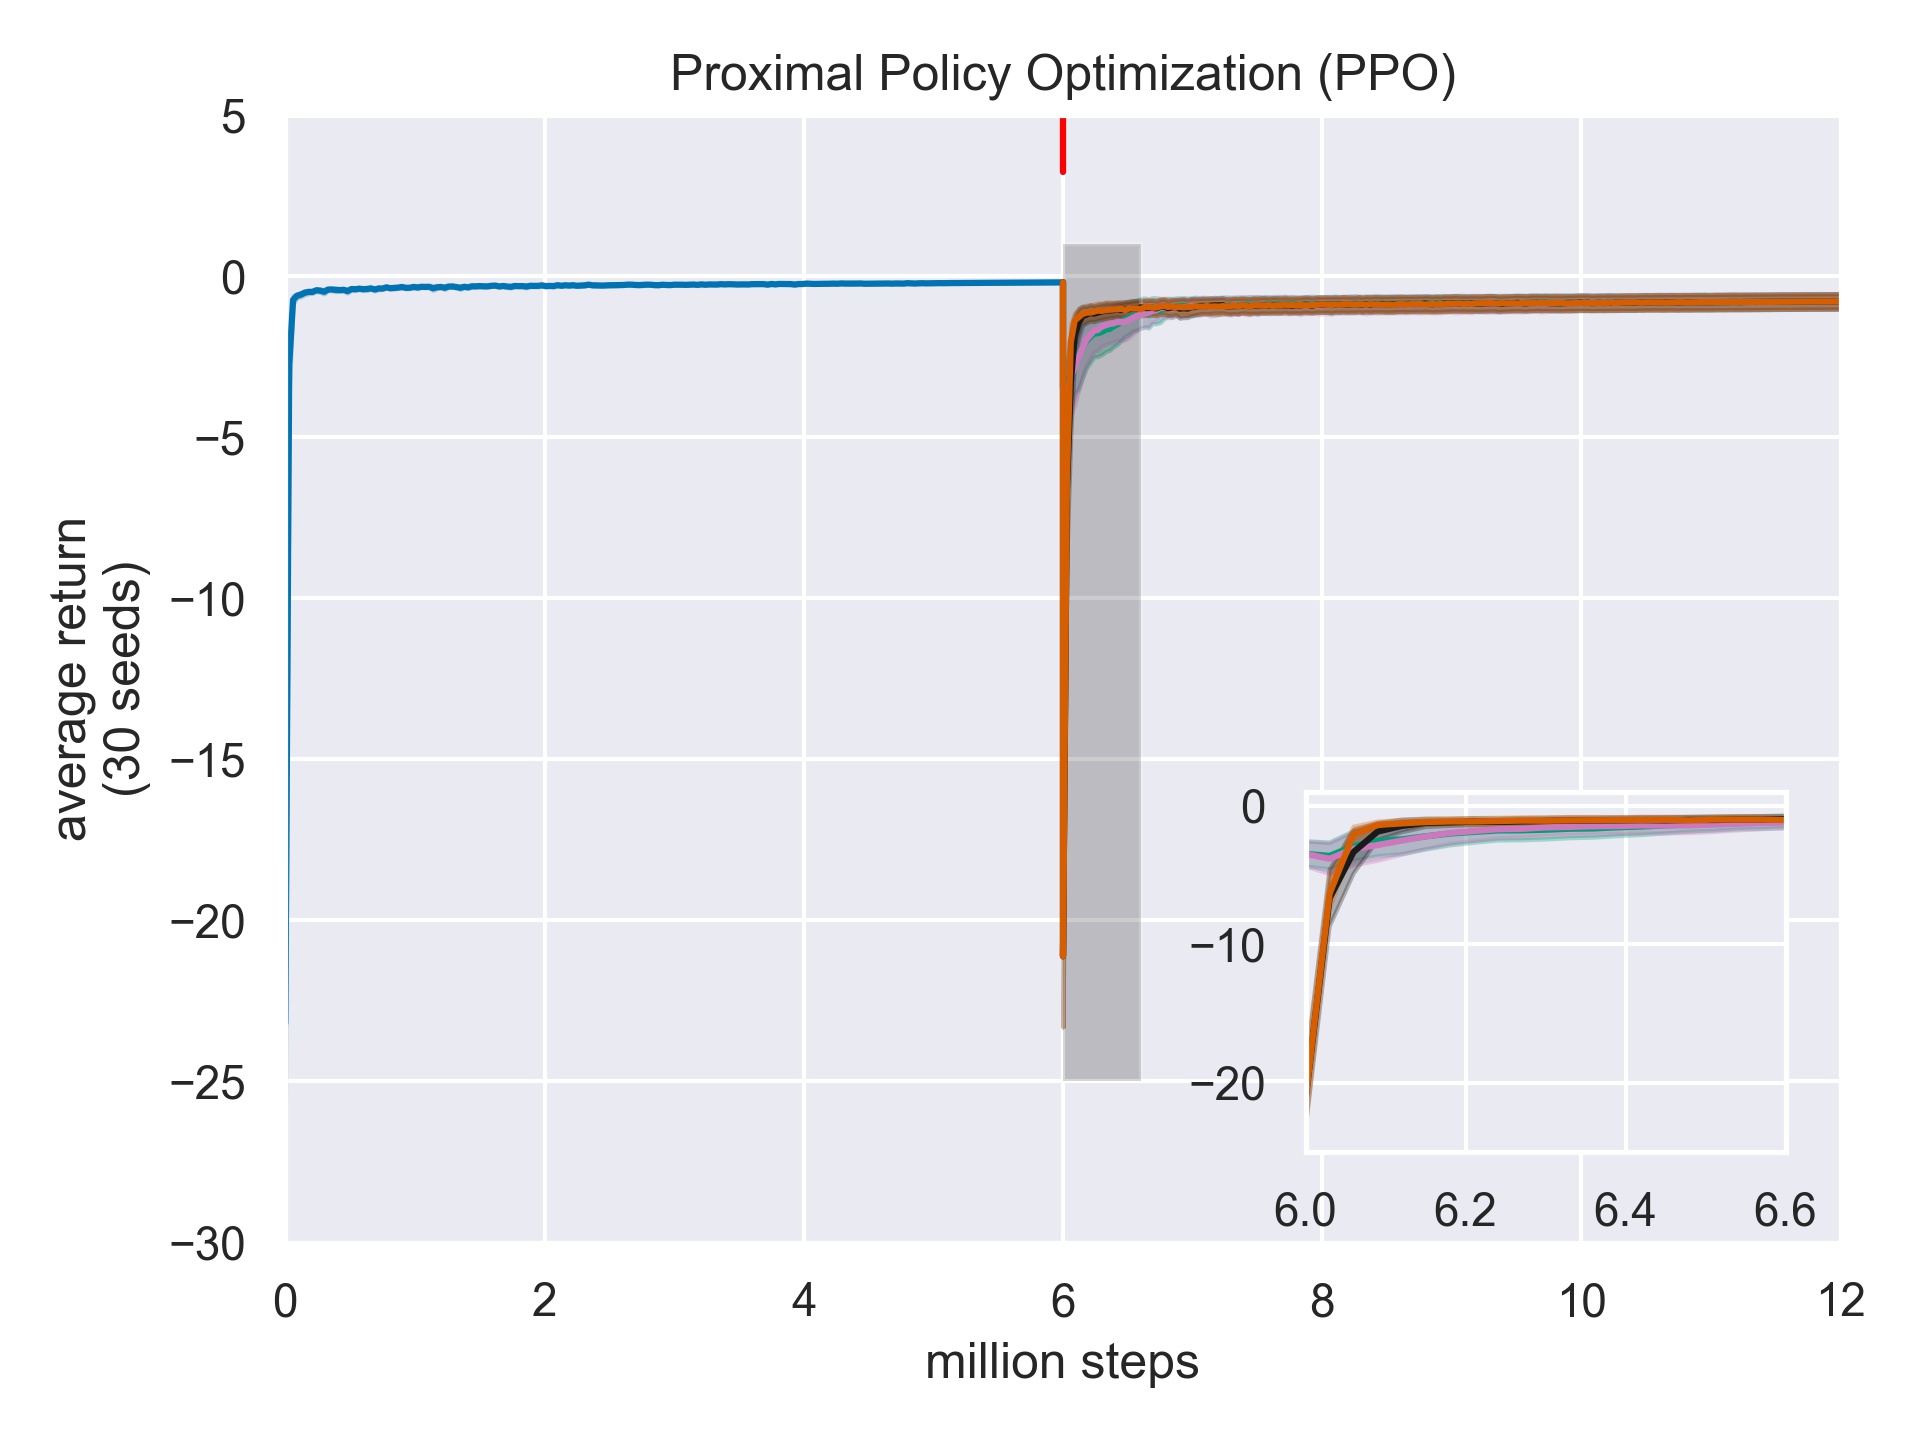 Proximal Policy Optimization (PPO)
5
0
−5
−10
−15
−20
−25
−30
average return
(30 seeds)
0
−10
−20
6.0 6.2 6.4 6.6
0 2 4 6 8 10 12
million steps